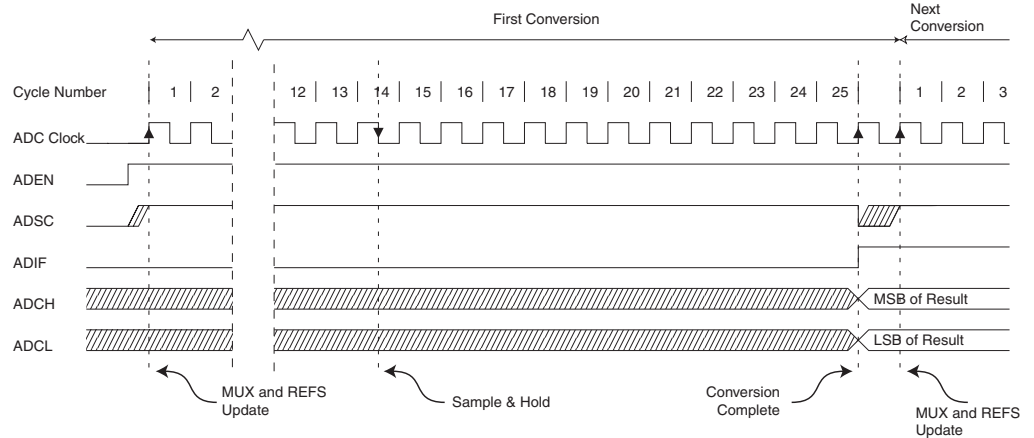 First Conversion
Next
Conversion
Cycle Number 1 2 12 13 14 15 16 17 18 19 20 21 22 23 24 25 1 2 3
ADC Clock
ADEN
ADSC
ADIF
ADCH MSB of Result
ADCL LSB of Result
MUX and REFS
Update
Sample & Hold
Conversion
Complete
MUX and REFS
Update